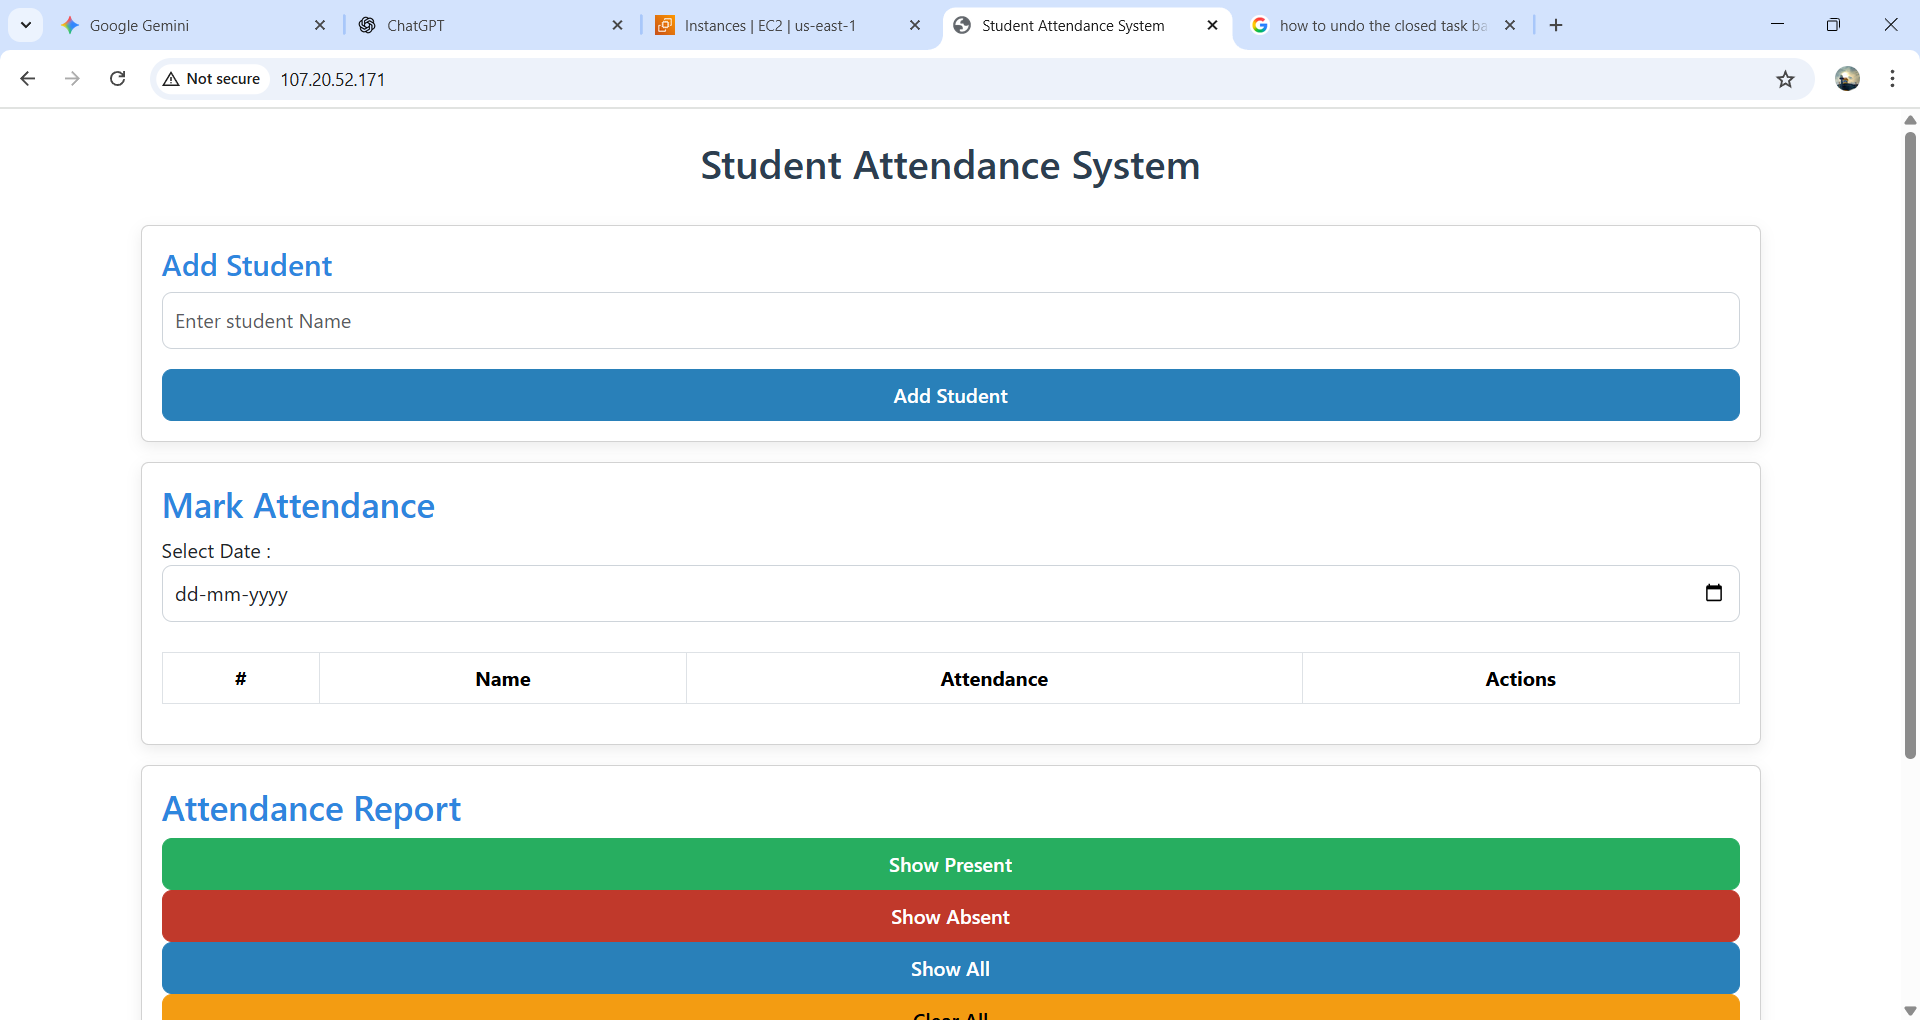 Google Gemini
ChatGPT
Instances | EC2 | us-east-1
Student Attendance System
how to undo the closed task ba
Not secure
107.20.52.171
Student Attendance System
Add Student
Enter student Name
Add Student
Mark Attendance
Select Date :
dd-mm-yyyy
# Name Attendance Actions
Attendance Report
Show Present
Show Absent
Show All
Clear All